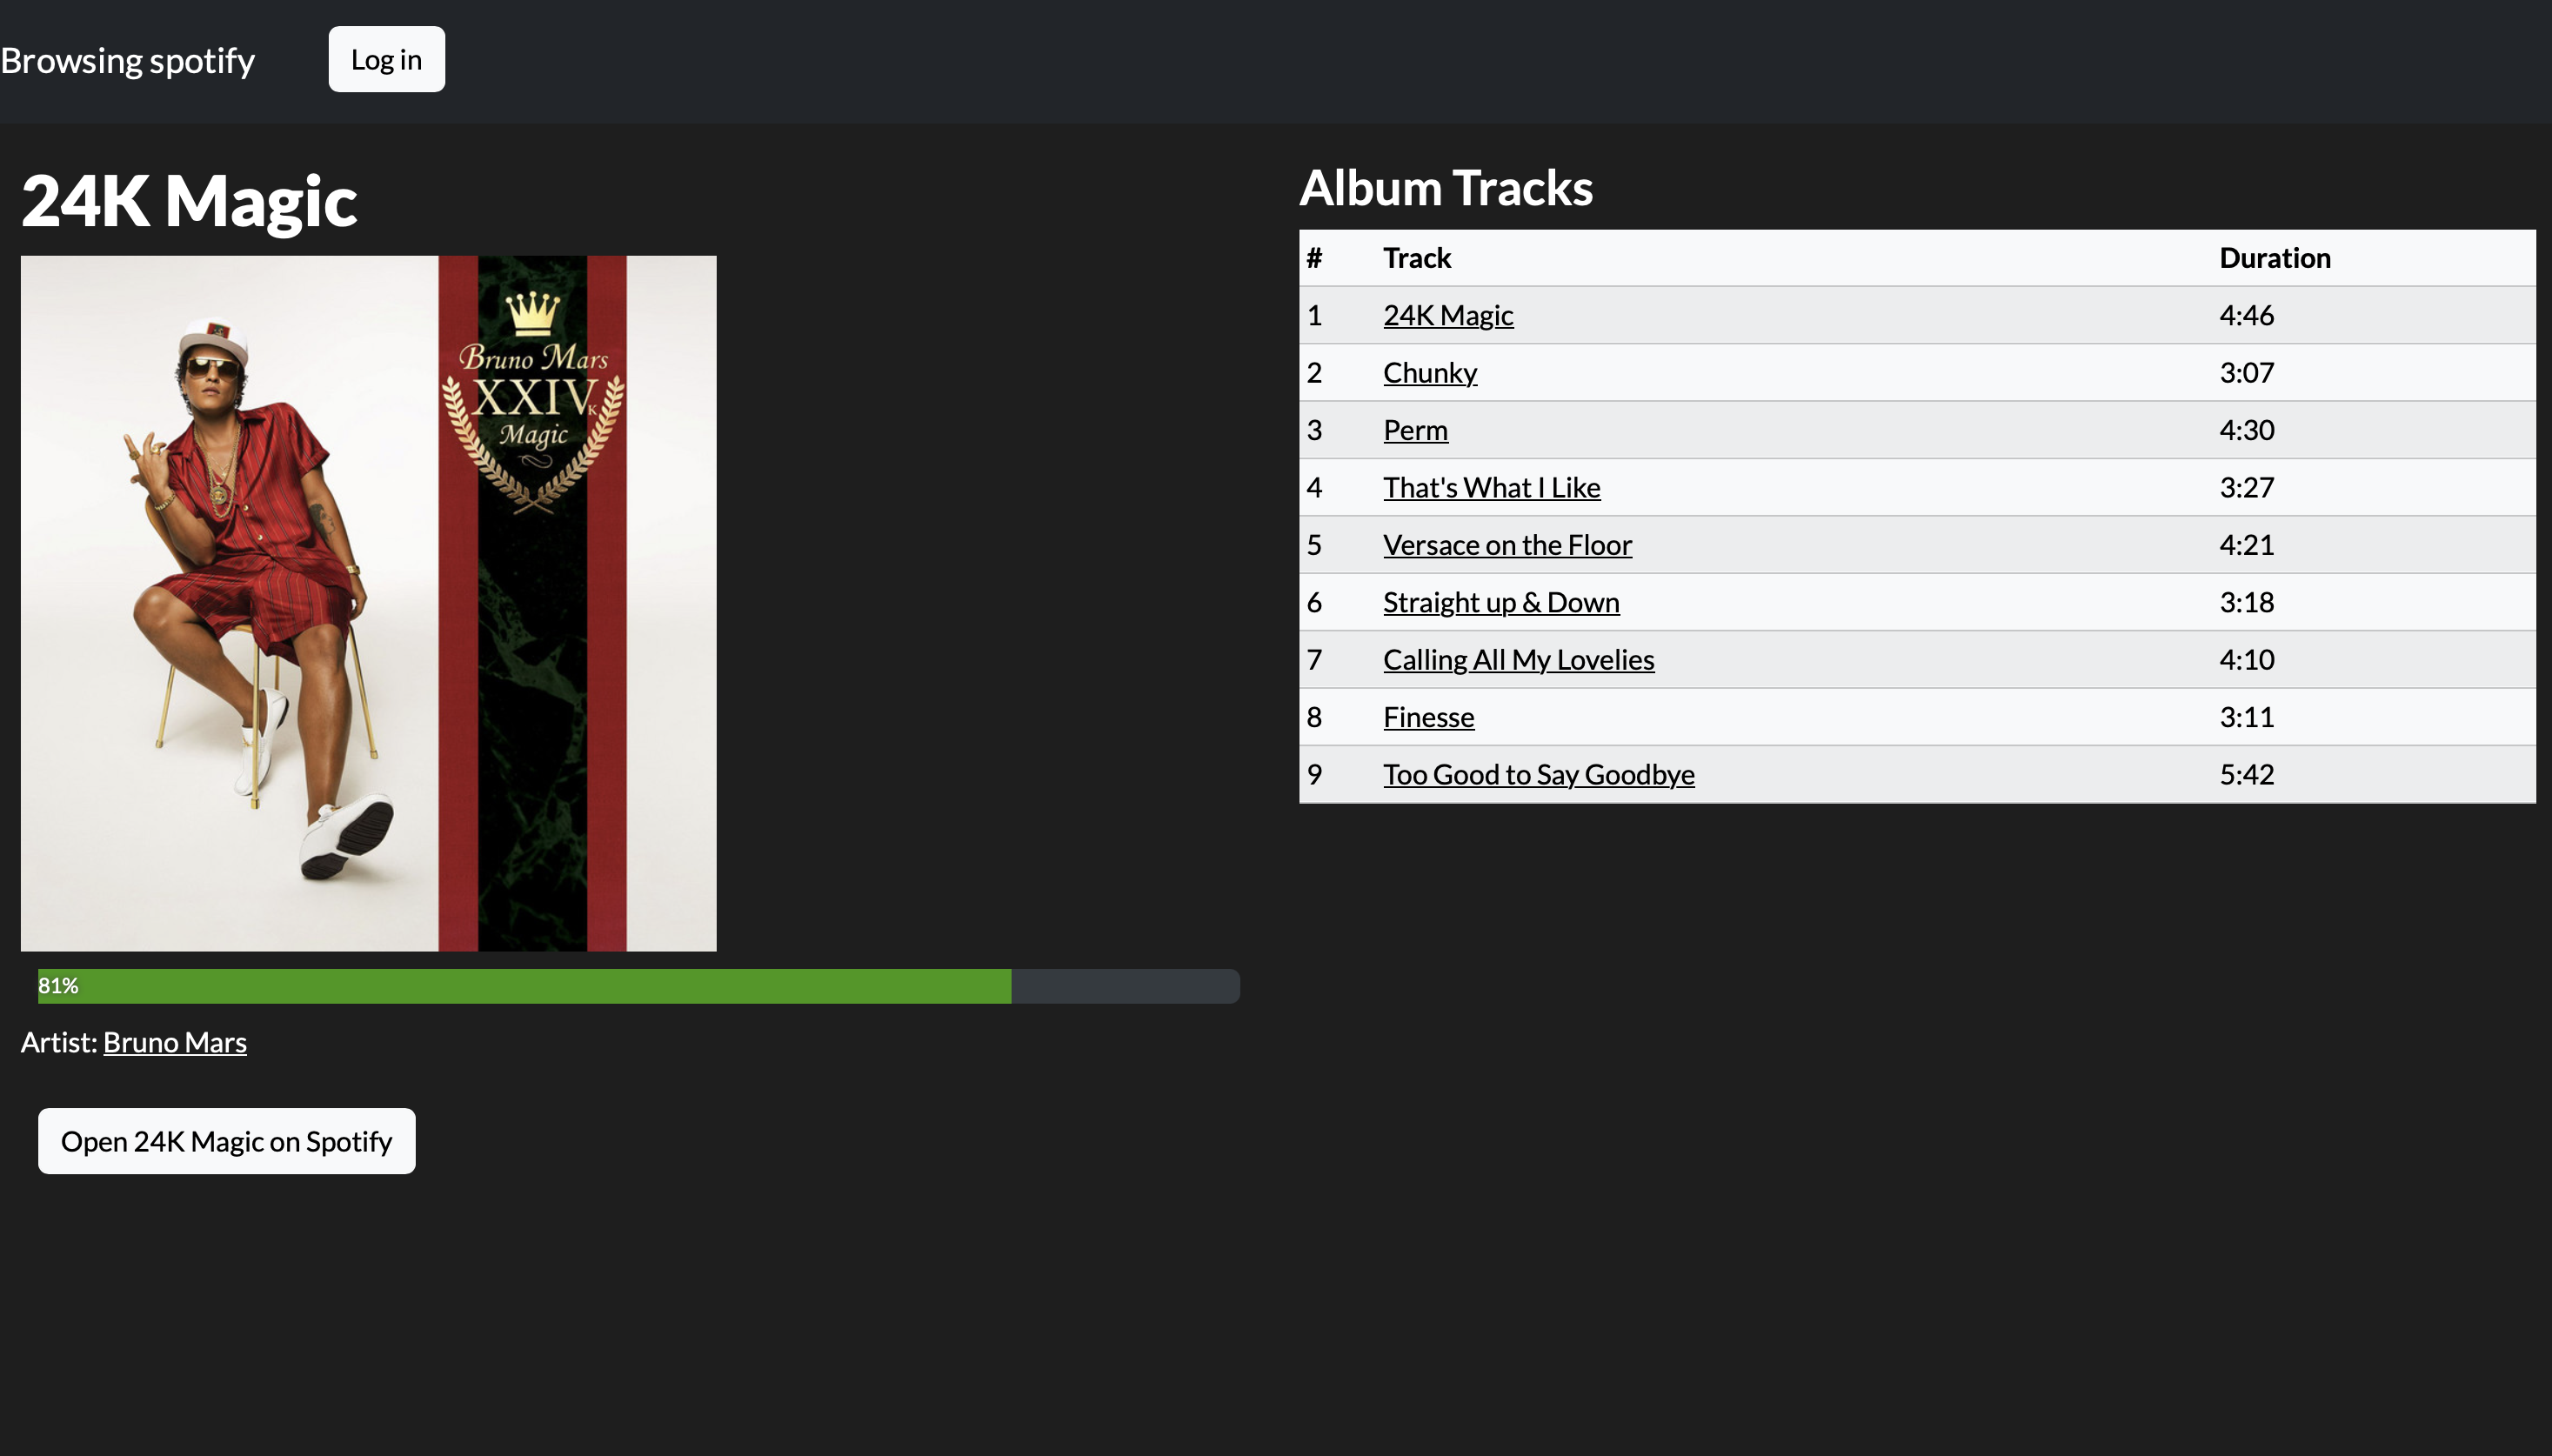 Browsing spotify
Log in
24K Magic
Bruno Mars
XXIV K
Magic
81%
Artist: Bruno Mars
Open 24K Magic on Spotify
Album Tracks
# Track Duration
1 24K Magic 4:46
2 Chunky 3:07
3 Perm 4:30
4 That's What I Like 3:27
5 Versace on the Floor 4:21
6 Straight up & Down 3:18
7 Calling All My Lovelies 4:10
8 Finesse 3:11
9 Too Good to Say Goodbye 5:42